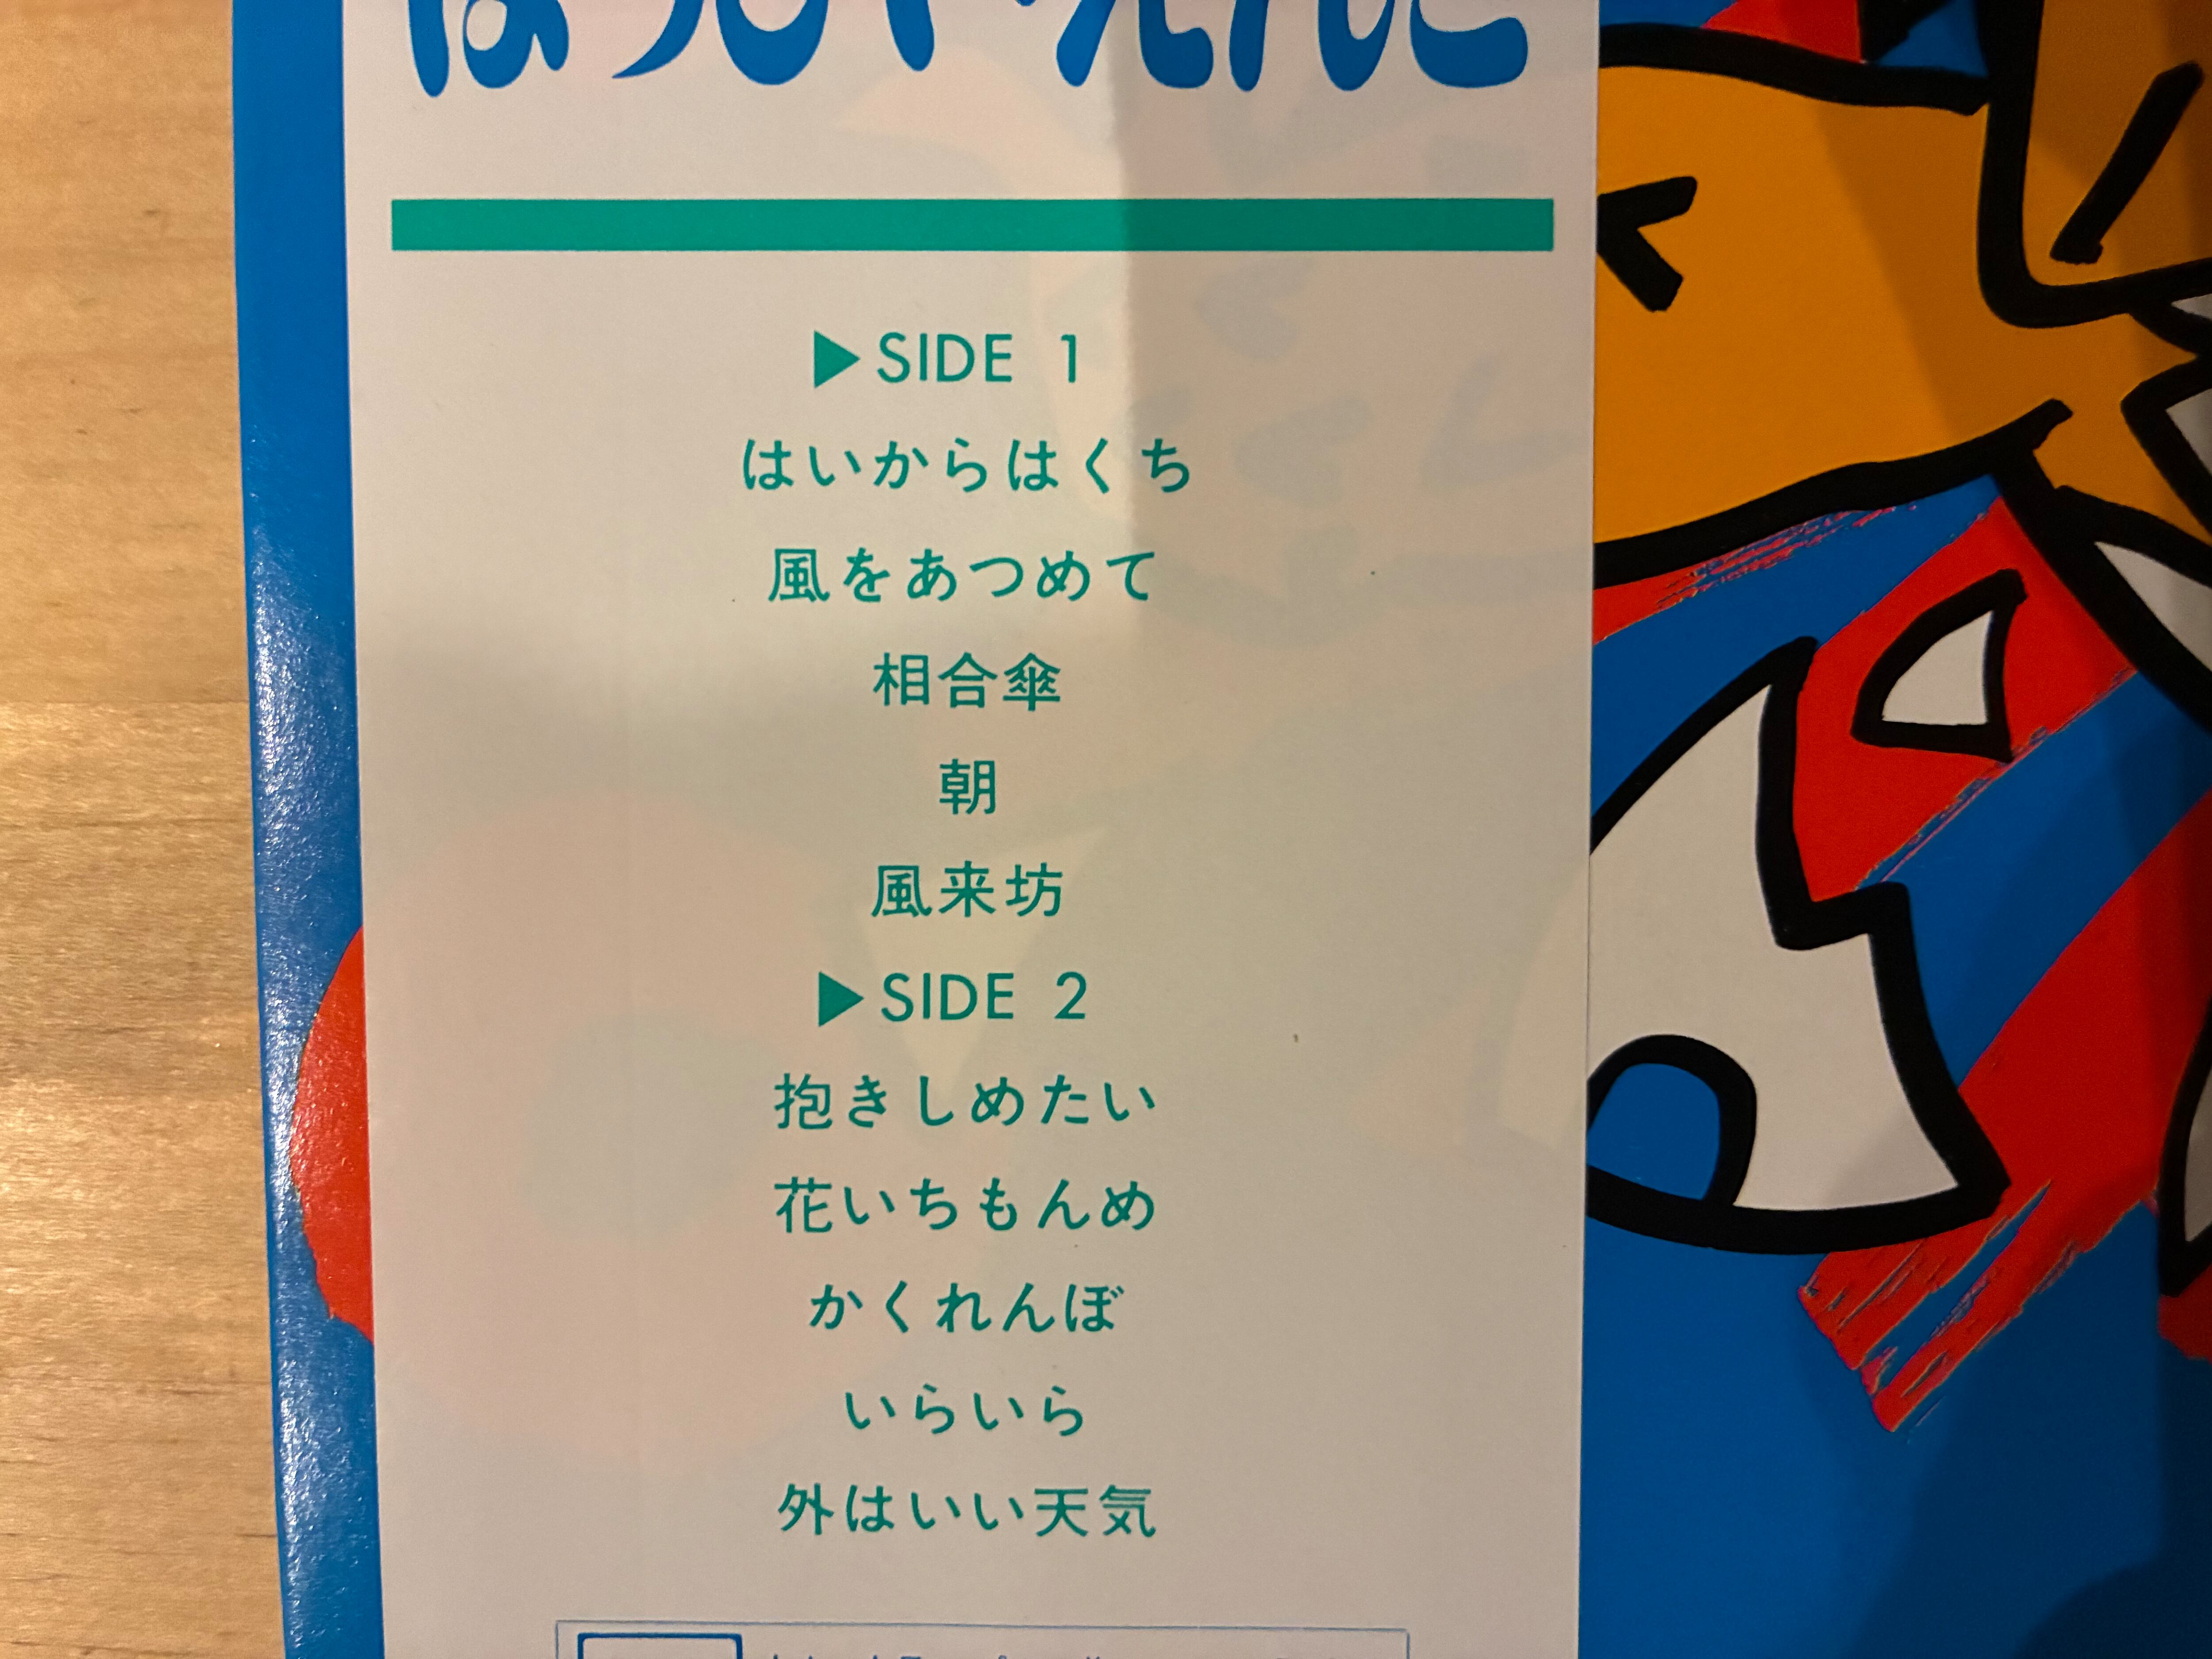 ▶SIDE 1
はいからはくち
風をあつめて
相合傘
朝
風来坊
▶SIDE 2
抱きしめたい
花いちもんめ
かくれんぼ
いらいら
外はいい天気